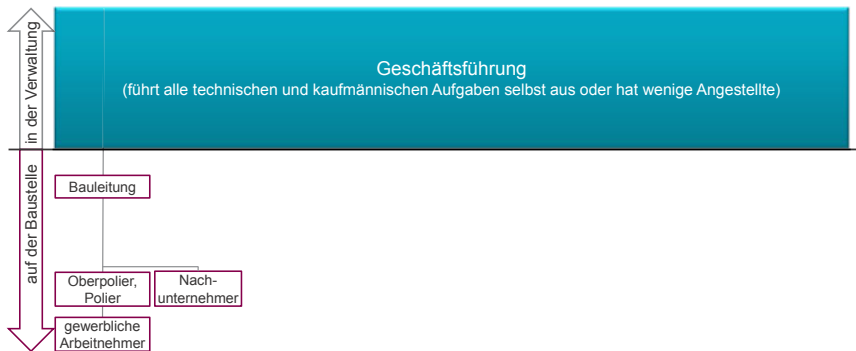 in der Verwaltung
Geschäftsführung
(führt alle technischen und kaufmännischen Aufgaben selbst aus oder hat wenige Angestellte)
auf der Baustelle
Bauleitung
Oberpolier,
Polier
Nach-
unternehmer
gewerbliche
Arbeitnehmer